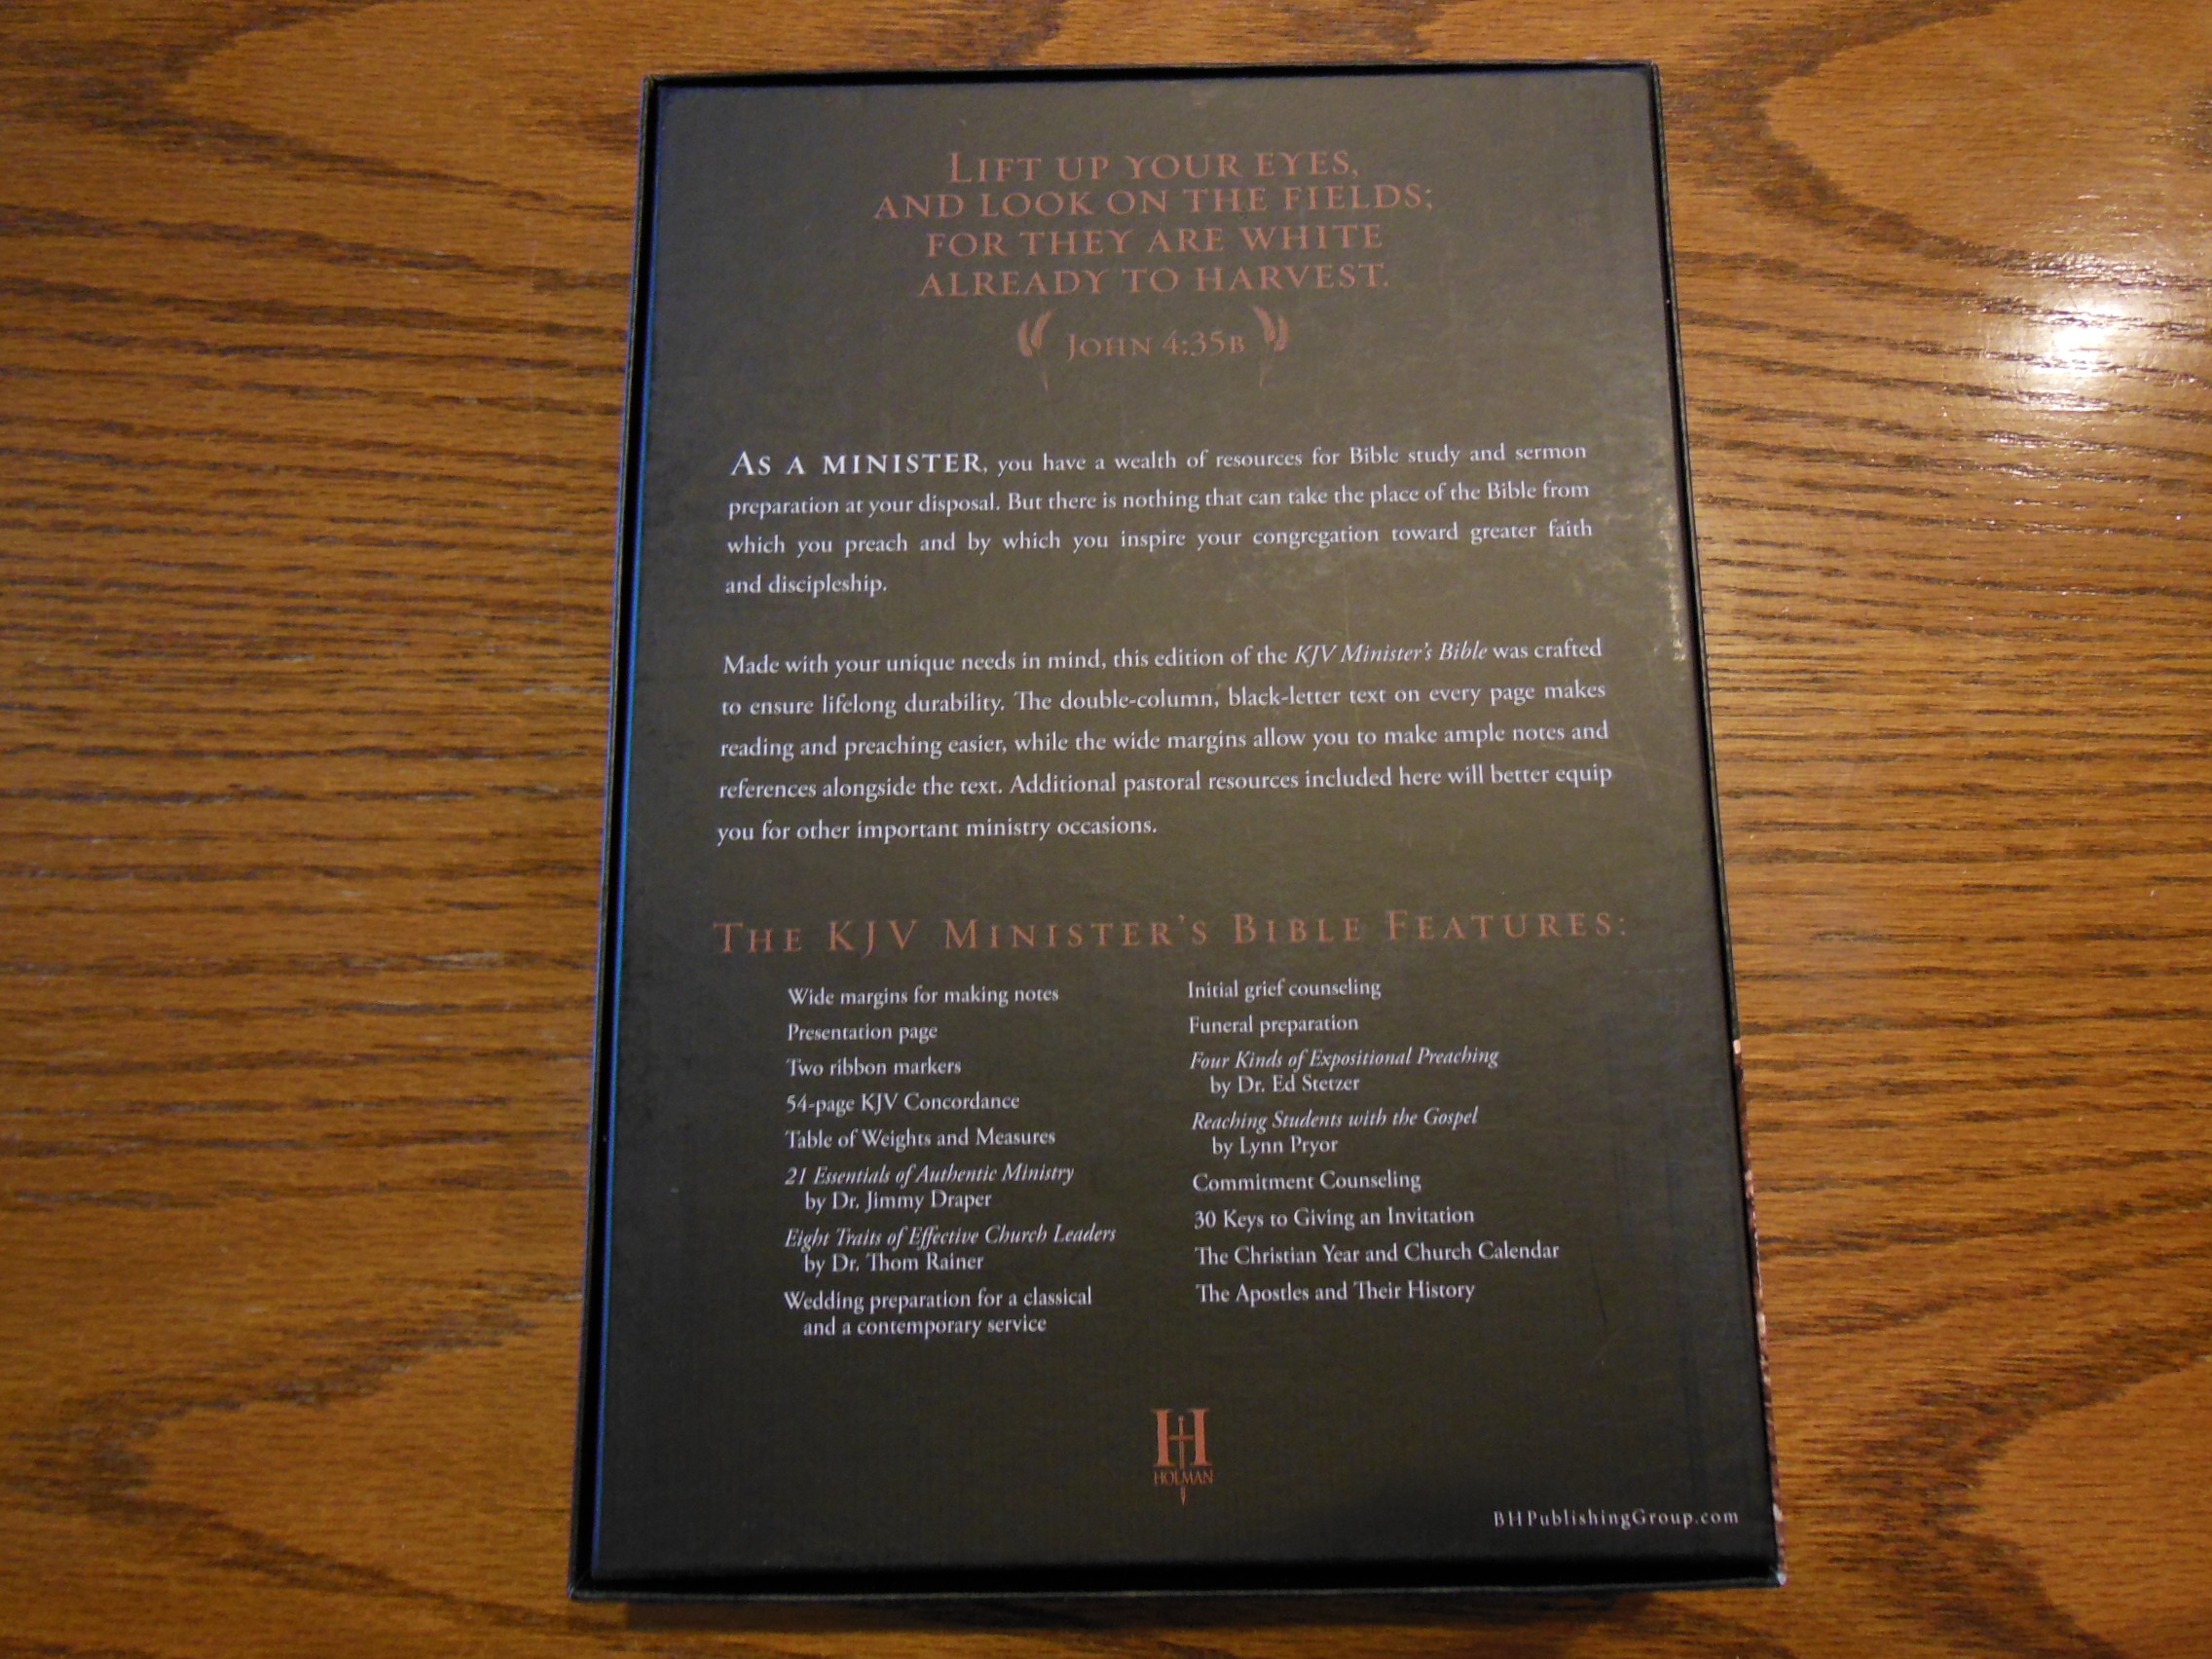 LIFT UP YOUR EYES,
AND LOOK ON THE FIELDS;
FOR THEY ARE WHITE
ALREADY TO HARVEST.
JOHN 4:35B
AS A MINISTER, you have a wealth of resources for Bible study and sermon
preparation at your disposal. But there is nothing that can take the place of the Bible from
which you preach and by which you inspire your congregation toward greater faith
and discipleship.
Made with your unique needs in mind, this edition of the KJV Minister's Bible was crafted
to ensure lifelong durability. The double-column, black-letter text on every page makes
reading and preaching easier, while the wide margins allow you to make ample notes and
references alongside the text. Additional pastoral resources included here will better equip
you for other important ministry occasions.
THE KJV MINISTER'S BIBLE FEATURES:
Wide margins for making notes
Presentation page
Two ribbon markers
54-page KJV Concordance
Table of Weights and Measures
21 Essentials of Authentic Ministry
by Dr. Jimmy Draper
Eight Traits of Effective Church Leaders
by Dr. Thom Rainer
Wedding preparation for a classical
and a contemporary service
Initial grief counseling
Funeral preparation
Four Kinds of Expositional Preaching
by Dr. Ed Stetzer
Reaching Students with the Gospel
by Lynn Pryor
Commitment Counseling
30 Keys to Giving an Invitation
The Christian Year and Church Calendar
The Apostles and Their History
H
HOLMAN
BHPublishingGroup.com